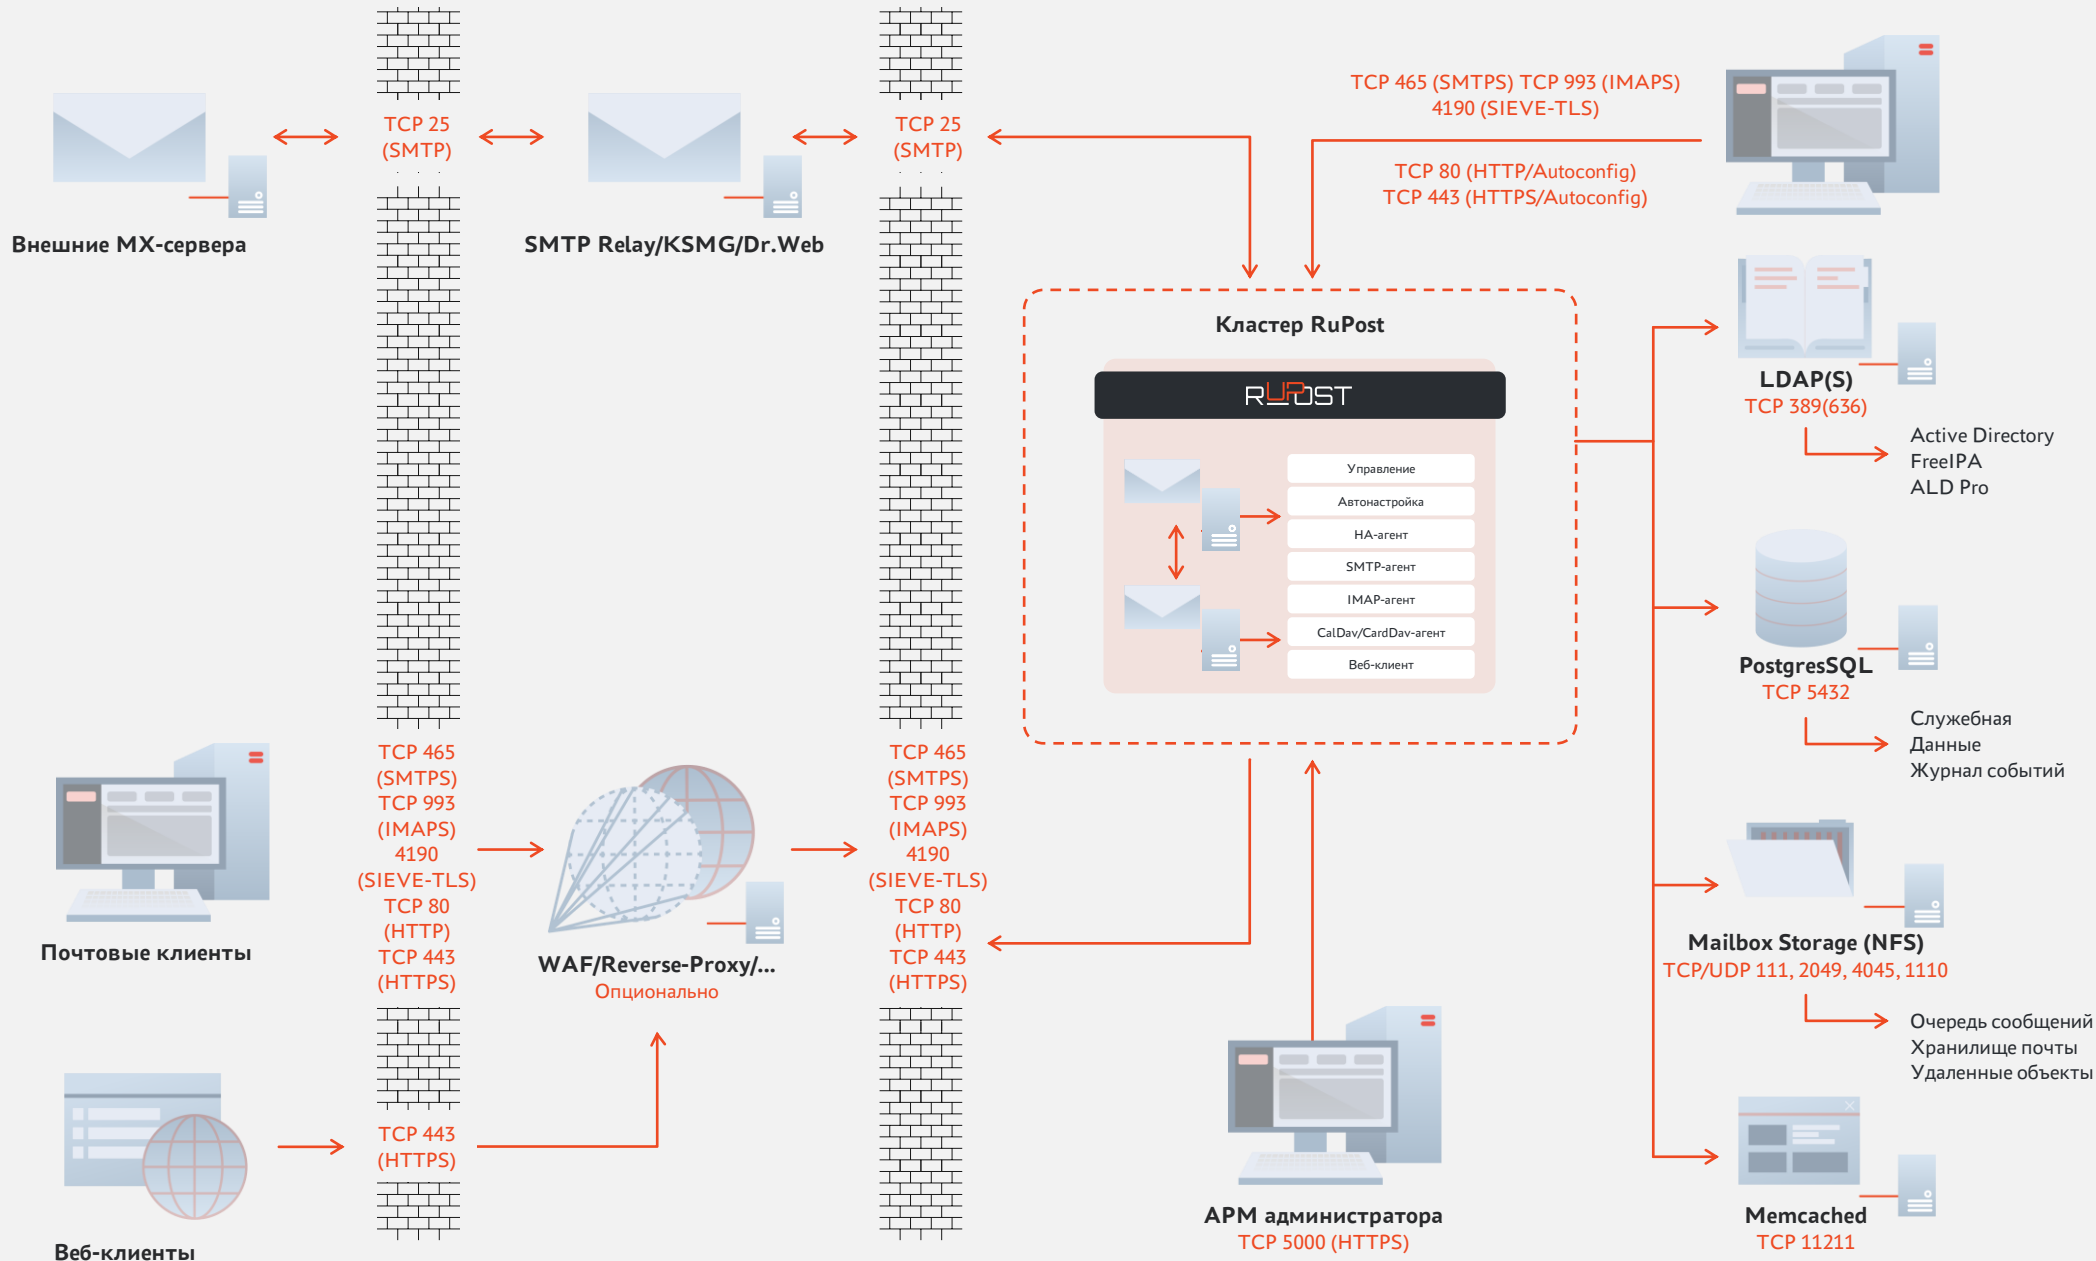 TCP 25
(SMTP)
TCP 25
(SMTP)
TCP 465 (SMTPS) TCP 993 (IMAPS)
4190 (SIEVE-TLS)
TCP 80 (HTTP/Autoconfig)
TCP 443 (HTTPS/Autoconfig)
Внешние MX-сервера
SMTP Relay/KSMG/Dr.Web
Кластер RuPost
RUPOST
Управление
Автонастройка
HA-агент
SMTP-агент
IMAP-агент
CalDav/CardDav-агент
Веб-клиент
LDAP(S)
TCP 389(636)
Active Directory
FreeIPA
ALD Pro
PostgresSQL
TCP 5432
Служебная
Данные
Журнал событий
Mailbox Storage (NFS)
TCP/UDP 111, 2049, 4045, 1110
Очередь сообщений
Хранилище почты
Удаленные объекты
Memcached
TCP 11211
Почтовые клиенты
TCP 465
(SMTPS)
TCP 993
(IMAPS)
4190
(SIEVE-TLS)
TCP 80
(HTTP)
TCP 443
(HTTPS)
WAF/Reverse-Proxy/...
Опционально
TCP 465
(SMTPS)
TCP 993
(IMAPS)
4190
(SIEVE-TLS)
TCP 80
(HTTP)
TCP 443
(HTTPS)
Веб-клиенты
TCP 443
(HTTPS)
АРМ администратора
TCP 5000 (HTTPS)